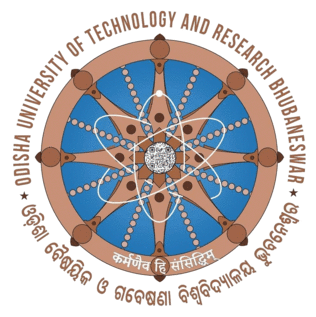 ODISHA UNIVERSITY OF TECHNOLOGY AND RESEARCH BHUBANESWAR
कर्मणैव हि संसिद्धिम्
ଓଡ଼ିଶା ବୈଷୟିକ ଓ ଗବେଷଣା ବିଶ୍ୱବିଦ୍ୟାଳୟ ଭୁବନେଶ୍ୱର